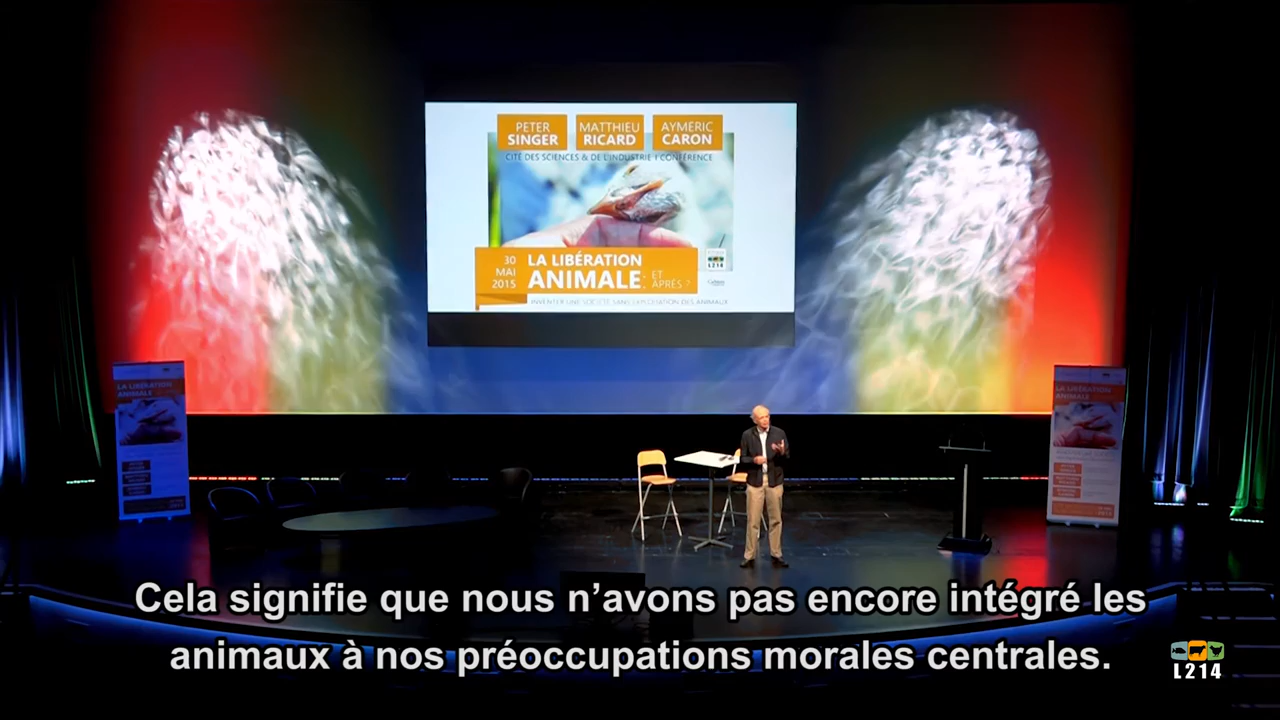 PETER
SINGER
MATTHIEU
RICARD
AYMERIC
CARON
CITÉ DES SCIENCES & DE L'INDUSTRIE I CONFÉRENCE
30
MAI
2015
LA LIBÉRATION
ANIMALE:
ET
APRÈS ?
L214
INVENTER UNE SOCIÉTÉ SANS EXPLOITATION DES ANIMAUX
LA LIBÉRATION
ANIMALE
LA LIBÉRATION
ANIMALE
Cela signifie que nous n'avons pas encore intégré les
animaux à nos préoccupations morales centrales.
L214